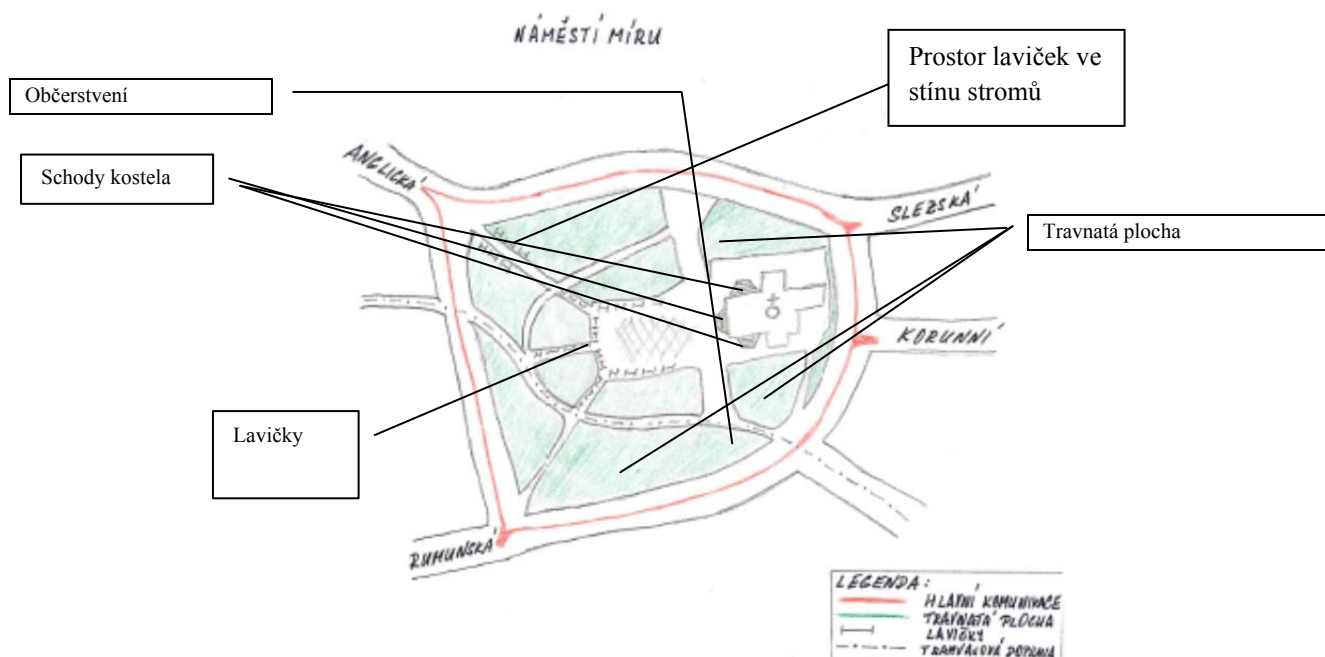 NÁMĚSTÍ MÍRU
Prostor laviček ve
stínu stromů
Občerstvení
Schody kostela
ANGLICKÁ
SLEZSKÁ
Travnatá plocha
KORUNNÍ
Lavičky
RUMUNSKÁ
LEGENDA:
HLAVNÍ KOMUNIKACE
TRAVNATÁ PLOCHA
LAVIČKY
TRAMVAJOVÁ DOPRAVA